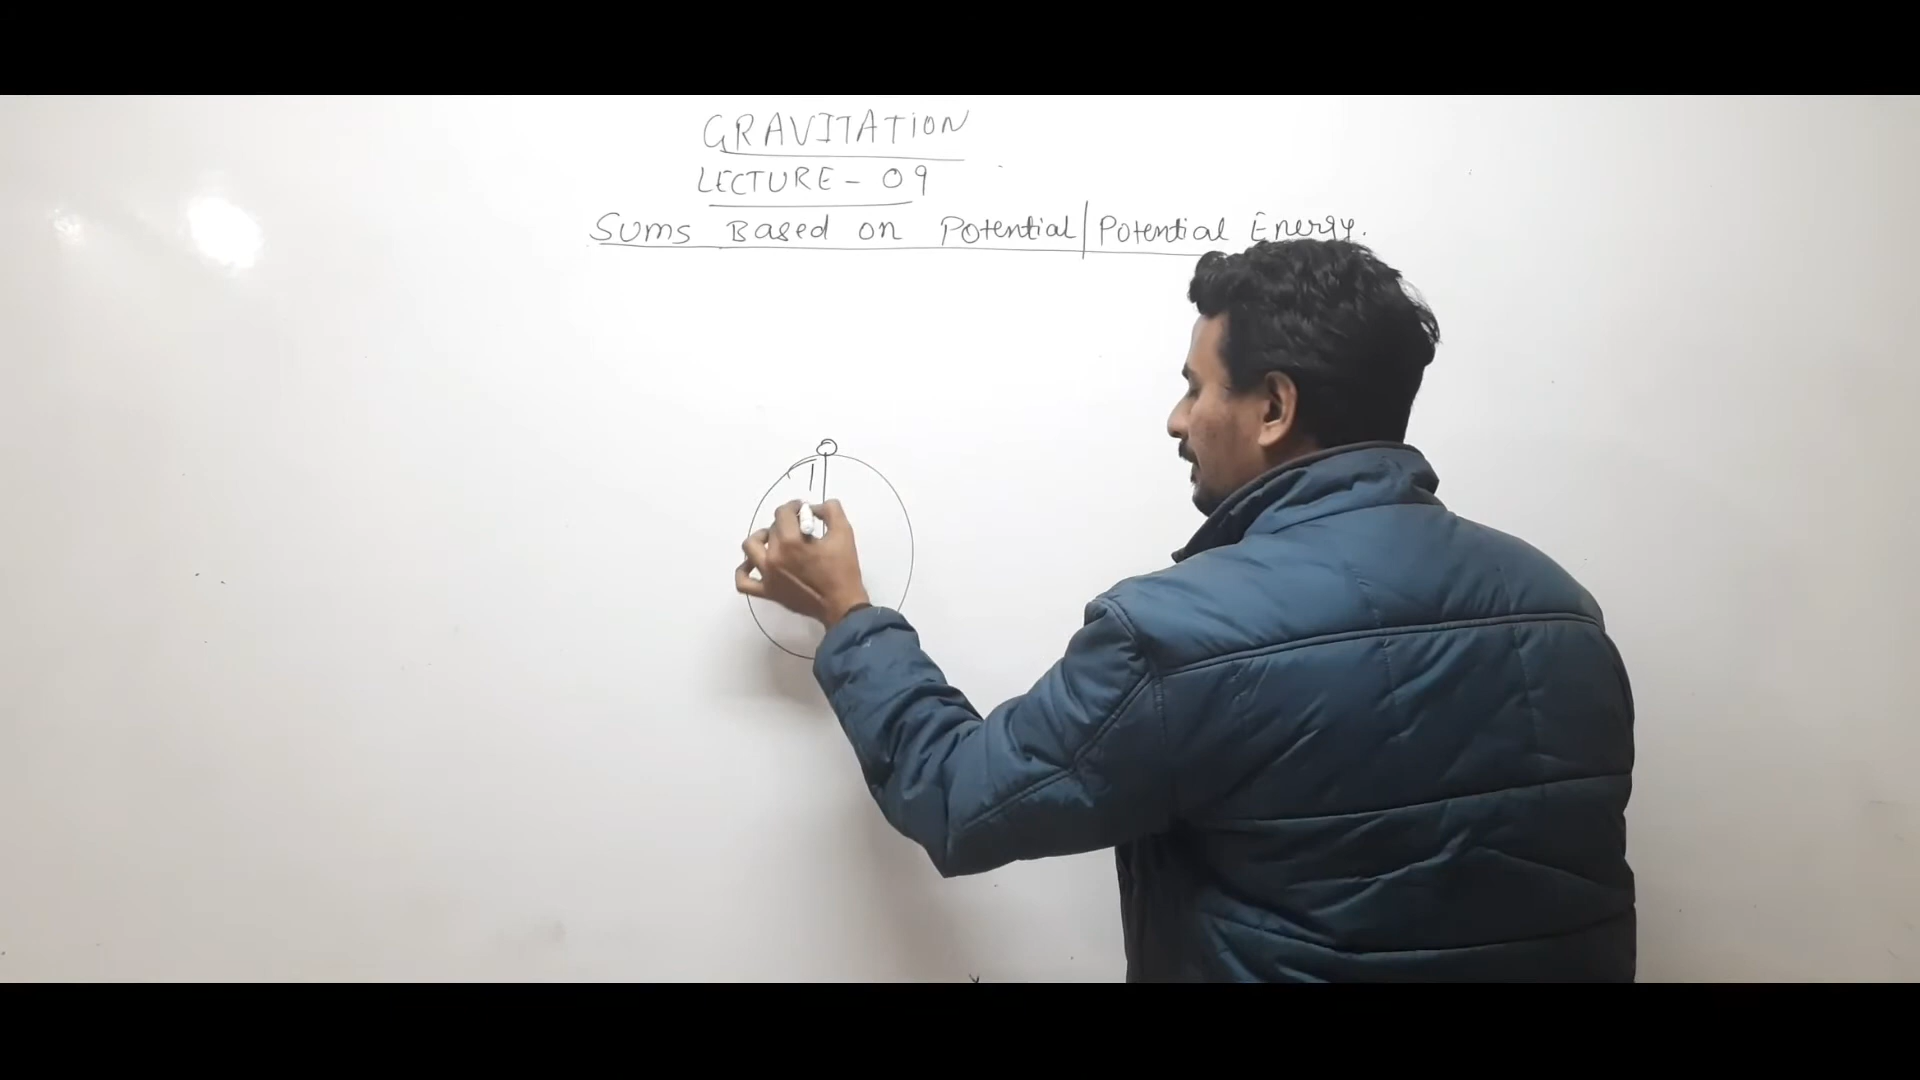 GRAVITATION
LECTURE - 09
Sums Based on Potential/Potential Energy.